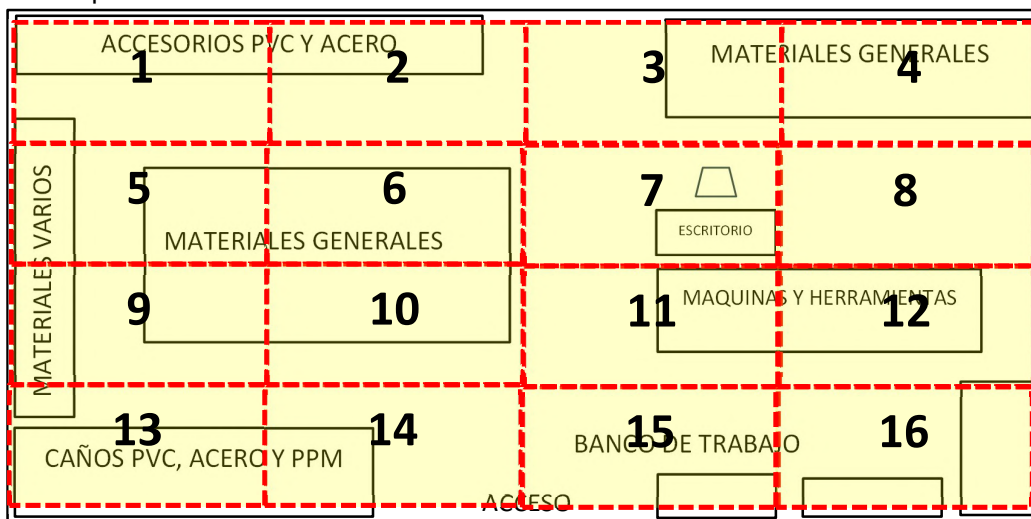 ACCESORIOS PVC Y ACERO
MATERIALES GENERALES
1
2
3
4
MATERIALES VARIOS
5
6
7
8
ESCRITORIO
MATERIALES GENERALES
9
10
11
12
MAQUINAS Y HERRAMIENTAS
13
14
15
16
CAÑOS PVC, ACERO Y PPM
BANCO DE TRABAJO
ACCESO